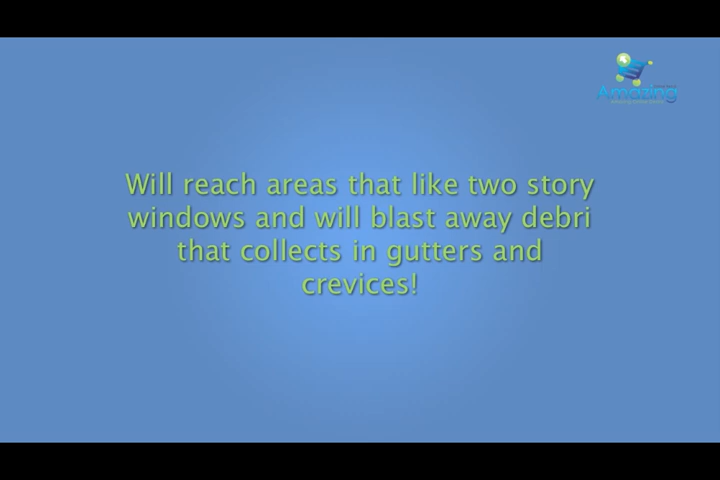 Amazing
Will reach areas that like two story
windows and will blast away debri
that collects in gutters and
crevices!